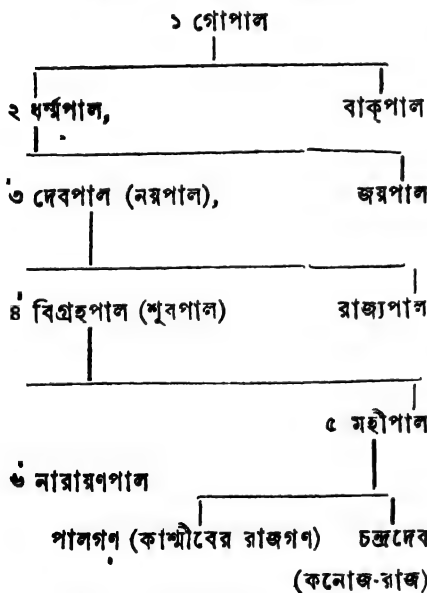 ১ গোপাল
২ ধর্ম্মপাল, বাক্‌পাল
৩ দেবপাল (নয়পাল), জয়পাল
৪ বিগ্রহপাল (শূবপাল) রাজ্যপাল
৫ মহীপাল
৬ নারায়ণপাল
পালগণ (কাশ্মীবের রাজগণ) চন্দ্রদেব
(কনোজ-রাজ)